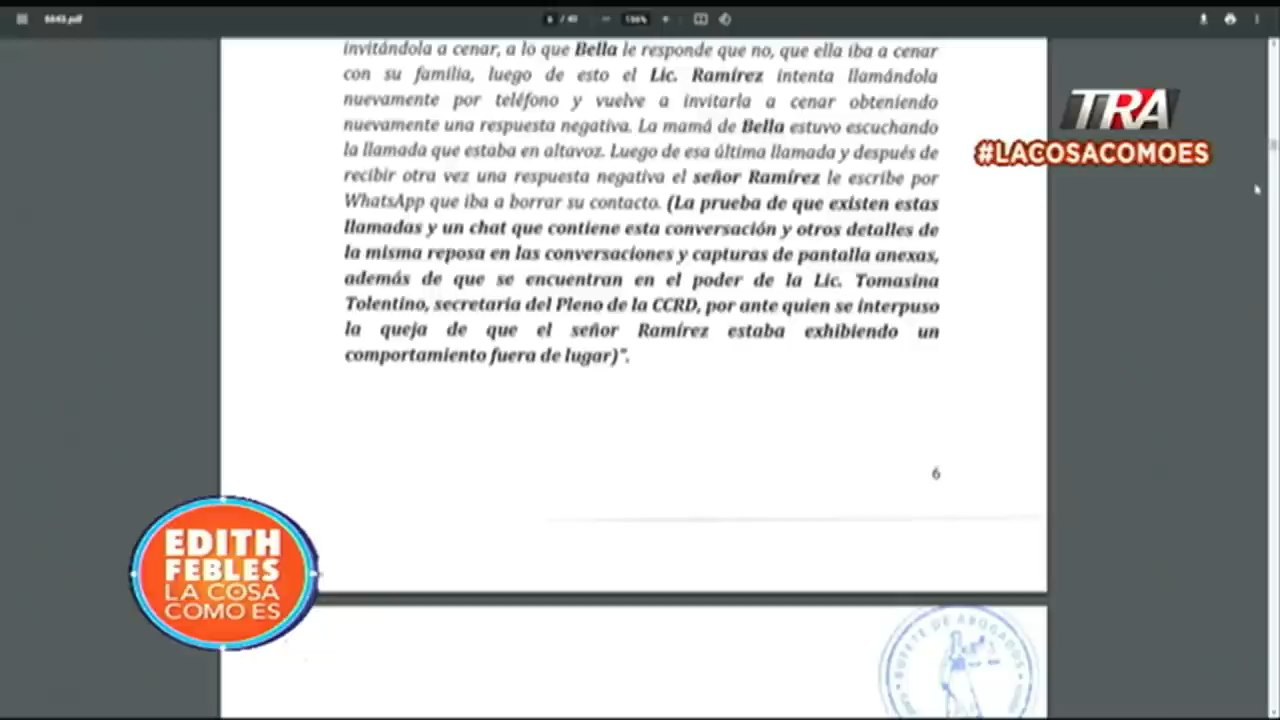 6 / 40
130%
invitándola a cenar, a lo que Bella le responde que no, que ella iba a cenar
con su familia, luego de esto el Lic. Ramírez intenta llamándola
nuevamente por teléfono y vuelve a invitarla a cenar obteniendo
nuevamente una respuesta negativa. La mamá de Bella estuvo escuchando
la llamada que estaba en altavoz. Luego de esa última llamada y después de
recibir otra vez una respuesta negativa el señor Ramírez le escribe por
WhatsApp que iba a borrar su contacto. (La prueba de que existen estas
llamadas y un chat que contiene esta conversación y otros detalles de
la misma reposa en las conversaciones y capturas de pantalla anexas,
además de que se encuentran en el poder de la Lic. Tomasina
Tolentino, secretaria del Pleno de la CCRD, por ante quien se interpuso
la queja de que el señor Ramírez estaba exhibiendo un
comportamiento fuera de lugar)".
6
TRA
#LACOSACOMOES
EDITH
FEBLES
LA COSA
COMO ES
BUFETE DE ABOGADOS